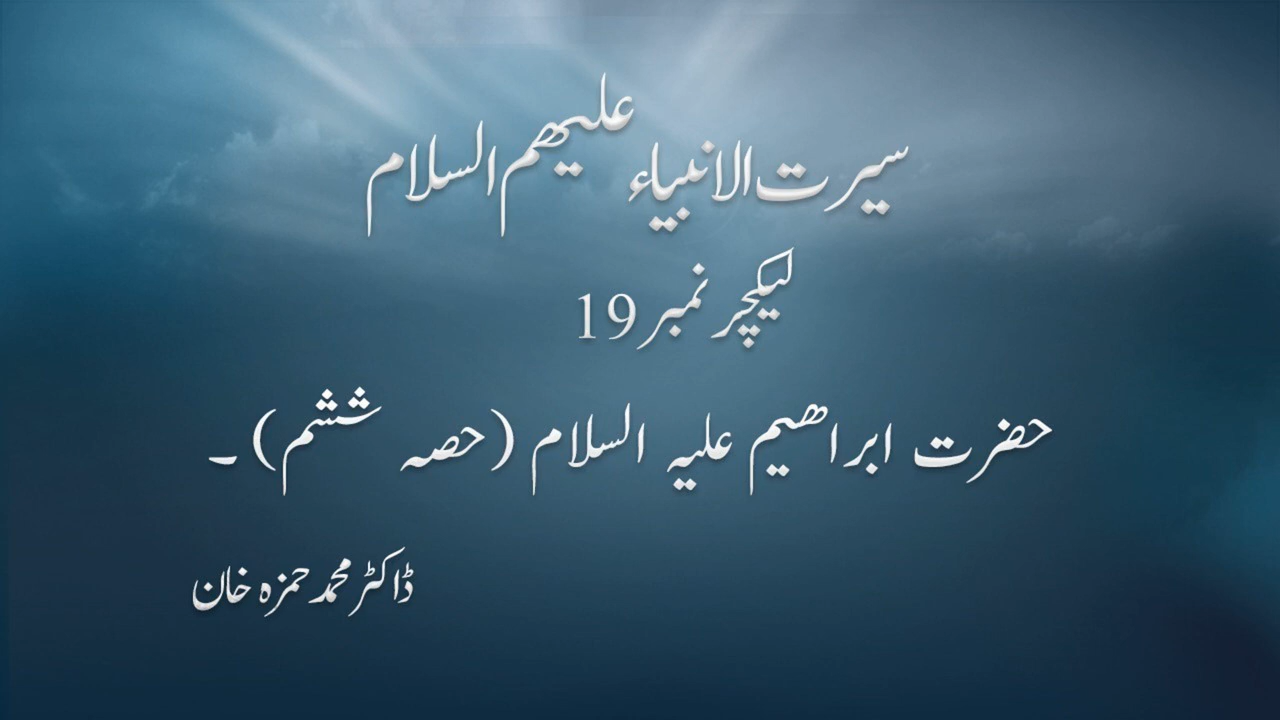 سیرت الانبیاء علیھم السلام
لیکچر نمبر 19
حضرت ابراھیم علیہ السلام (حصہ ششم)۔
ڈاکٹر محمد حمزہ خان